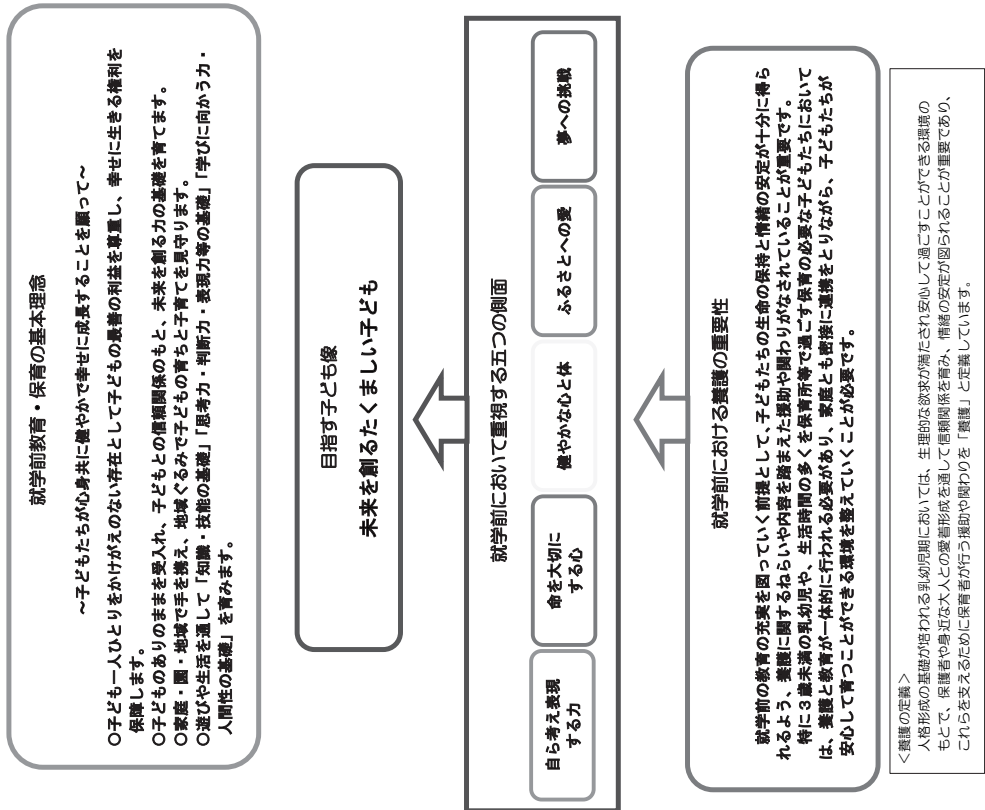 就学前教育・保育の基本理念
～子どもたちが心身共に健やかで幸せに成長することを願って～
○子ども一人ひとりをかけがえのない存在として子どもの最善の利益を尊重し、幸せに生きる権利を
保障します。
○子どものありのままを受入れ、子どもとの信頼関係のもと、未来を創る力の基礎を育てます。
○家庭・園・地域で手を携え、地域ぐるみで子どもの育ちと子育てを見守ります。
○遊びや生活を通して「知識・技能の基礎」「思考力・判断力・表現力等の基礎」「学びに向かう力・
人間性の基礎」を育みます。
目指す子ども像
未来を創るたくましい子ども
就学前において重視する五つの側面
自ら考え表現
する力
命を大切に
する心
健やかな心と体
ふるさとへの愛
夢への挑戦
就学前における養護の重要性
就学前の教育の充実を図っていく前提として、子どもたちの生命の保持と情緒の安定が十分に得ら
れるよう、養護に関するねらいや内容を踏まえた援助や関わりがなされていることが重要です。
特に３歳未満の乳幼児や、生活時間の多くを保育所等で過ごす保育の必要な子どもたちにおいて
は、養護と教育が一体的に行われる必要があり、家庭とも密接に連携をとりながら、子どもたちが
安心して育つことができる環境を整えていくことが必要です。
＜養護の定義＞
人格形成の基礎が培われる乳幼児期においては、生理的な欲求が満たされ安心して過ごすことができる環境の
もとで、保護者や身近な大人との愛着形成を通して信頼関係を育み、情緒の安定が図られることが重要であり、
これらを支えるために保育者が行う援助や関わりを「養護」と定義しています。